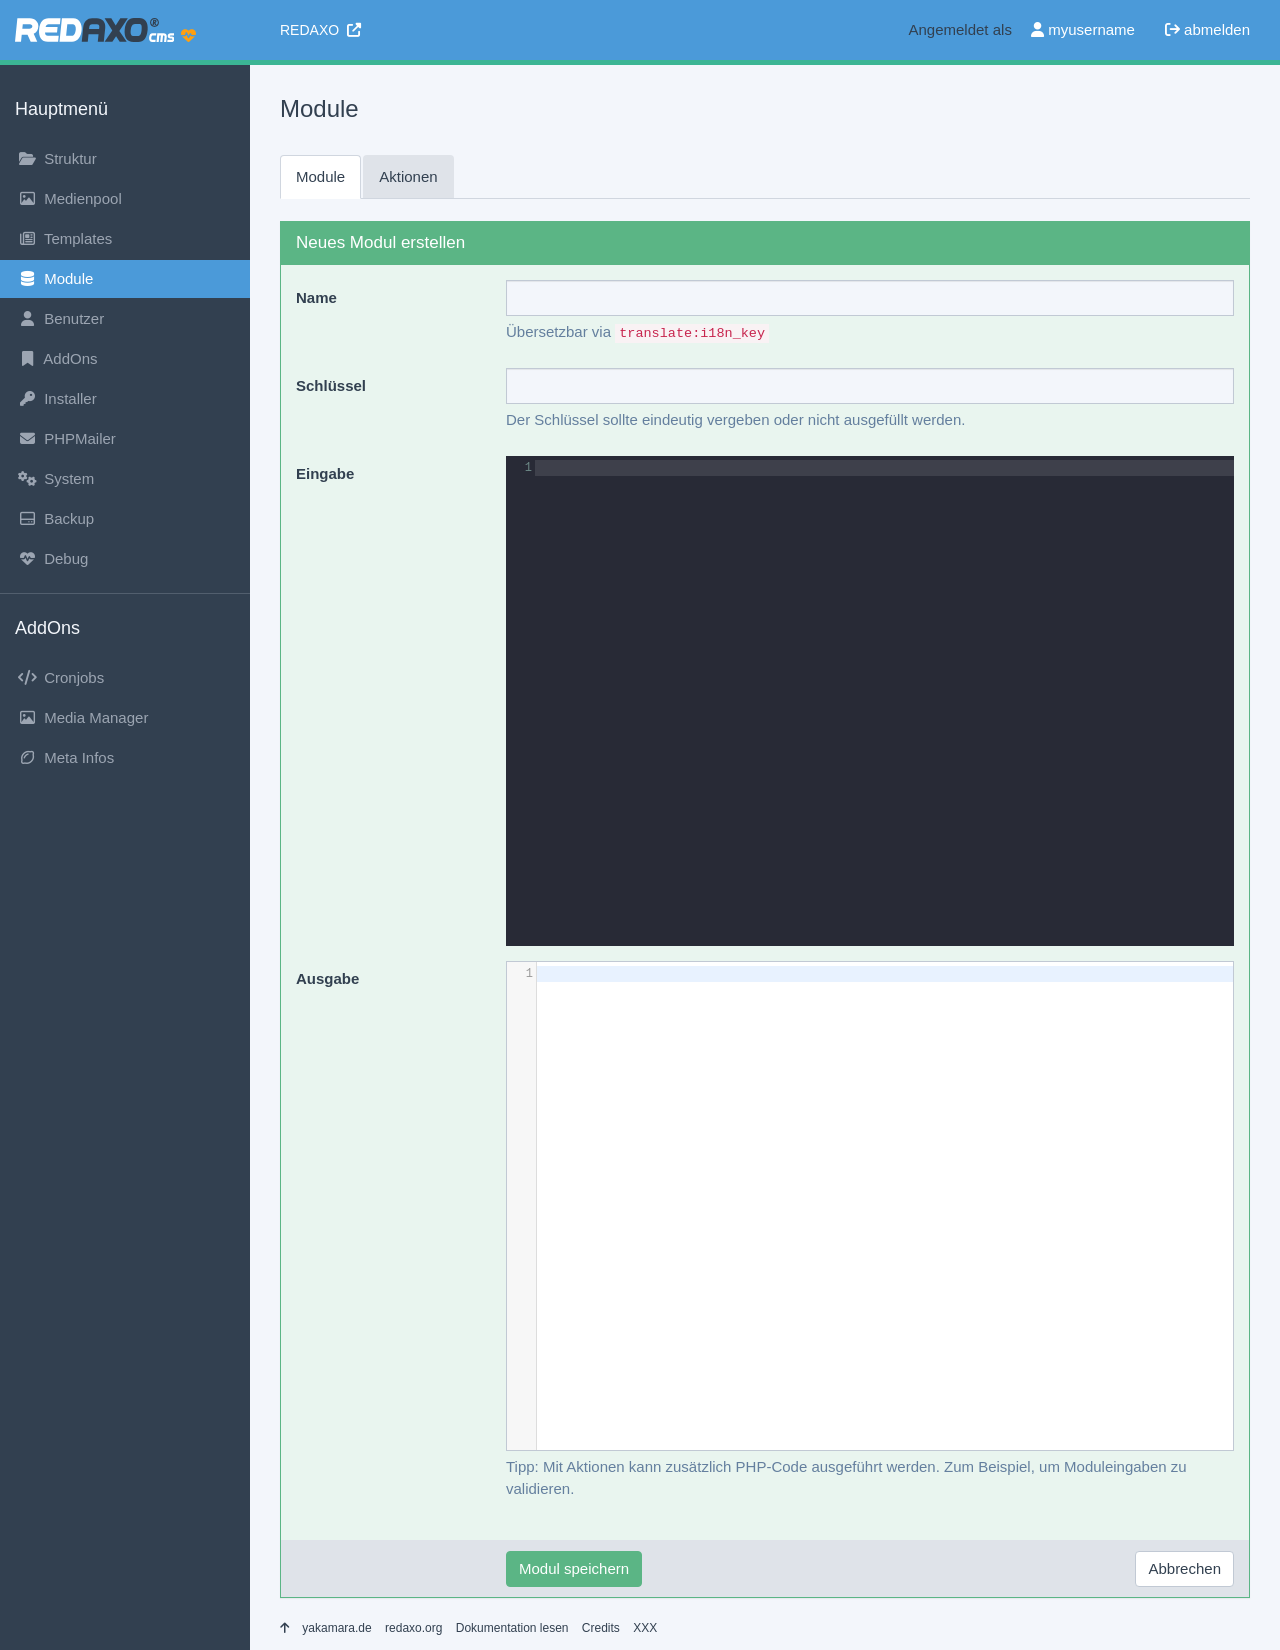 REDAXO® cms
REDAXO
Angemeldet als myusername abmelden
Hauptmenü
Struktur
Medienpool
Templates
Module
Benutzer
AddOns
Installer
PHPMailer
System
Backup
Debug
AddOns
Cronjobs
Media Manager
Meta Infos
Module
Module Aktionen
Neues Modul erstellen
Name
Übersetzbar via translate:i18n_key
Schlüssel
Der Schlüssel sollte eindeutig vergeben oder nicht ausgefüllt werden.
Eingabe
1
Ausgabe
1
Tipp: Mit Aktionen kann zusätzlich PHP-Code ausgeführt werden. Zum Beispiel, um Moduleingaben zu
validieren.
Modul speichern Abbrechen
yakamara.de redaxo.org Dokumentation lesen Credits XXX